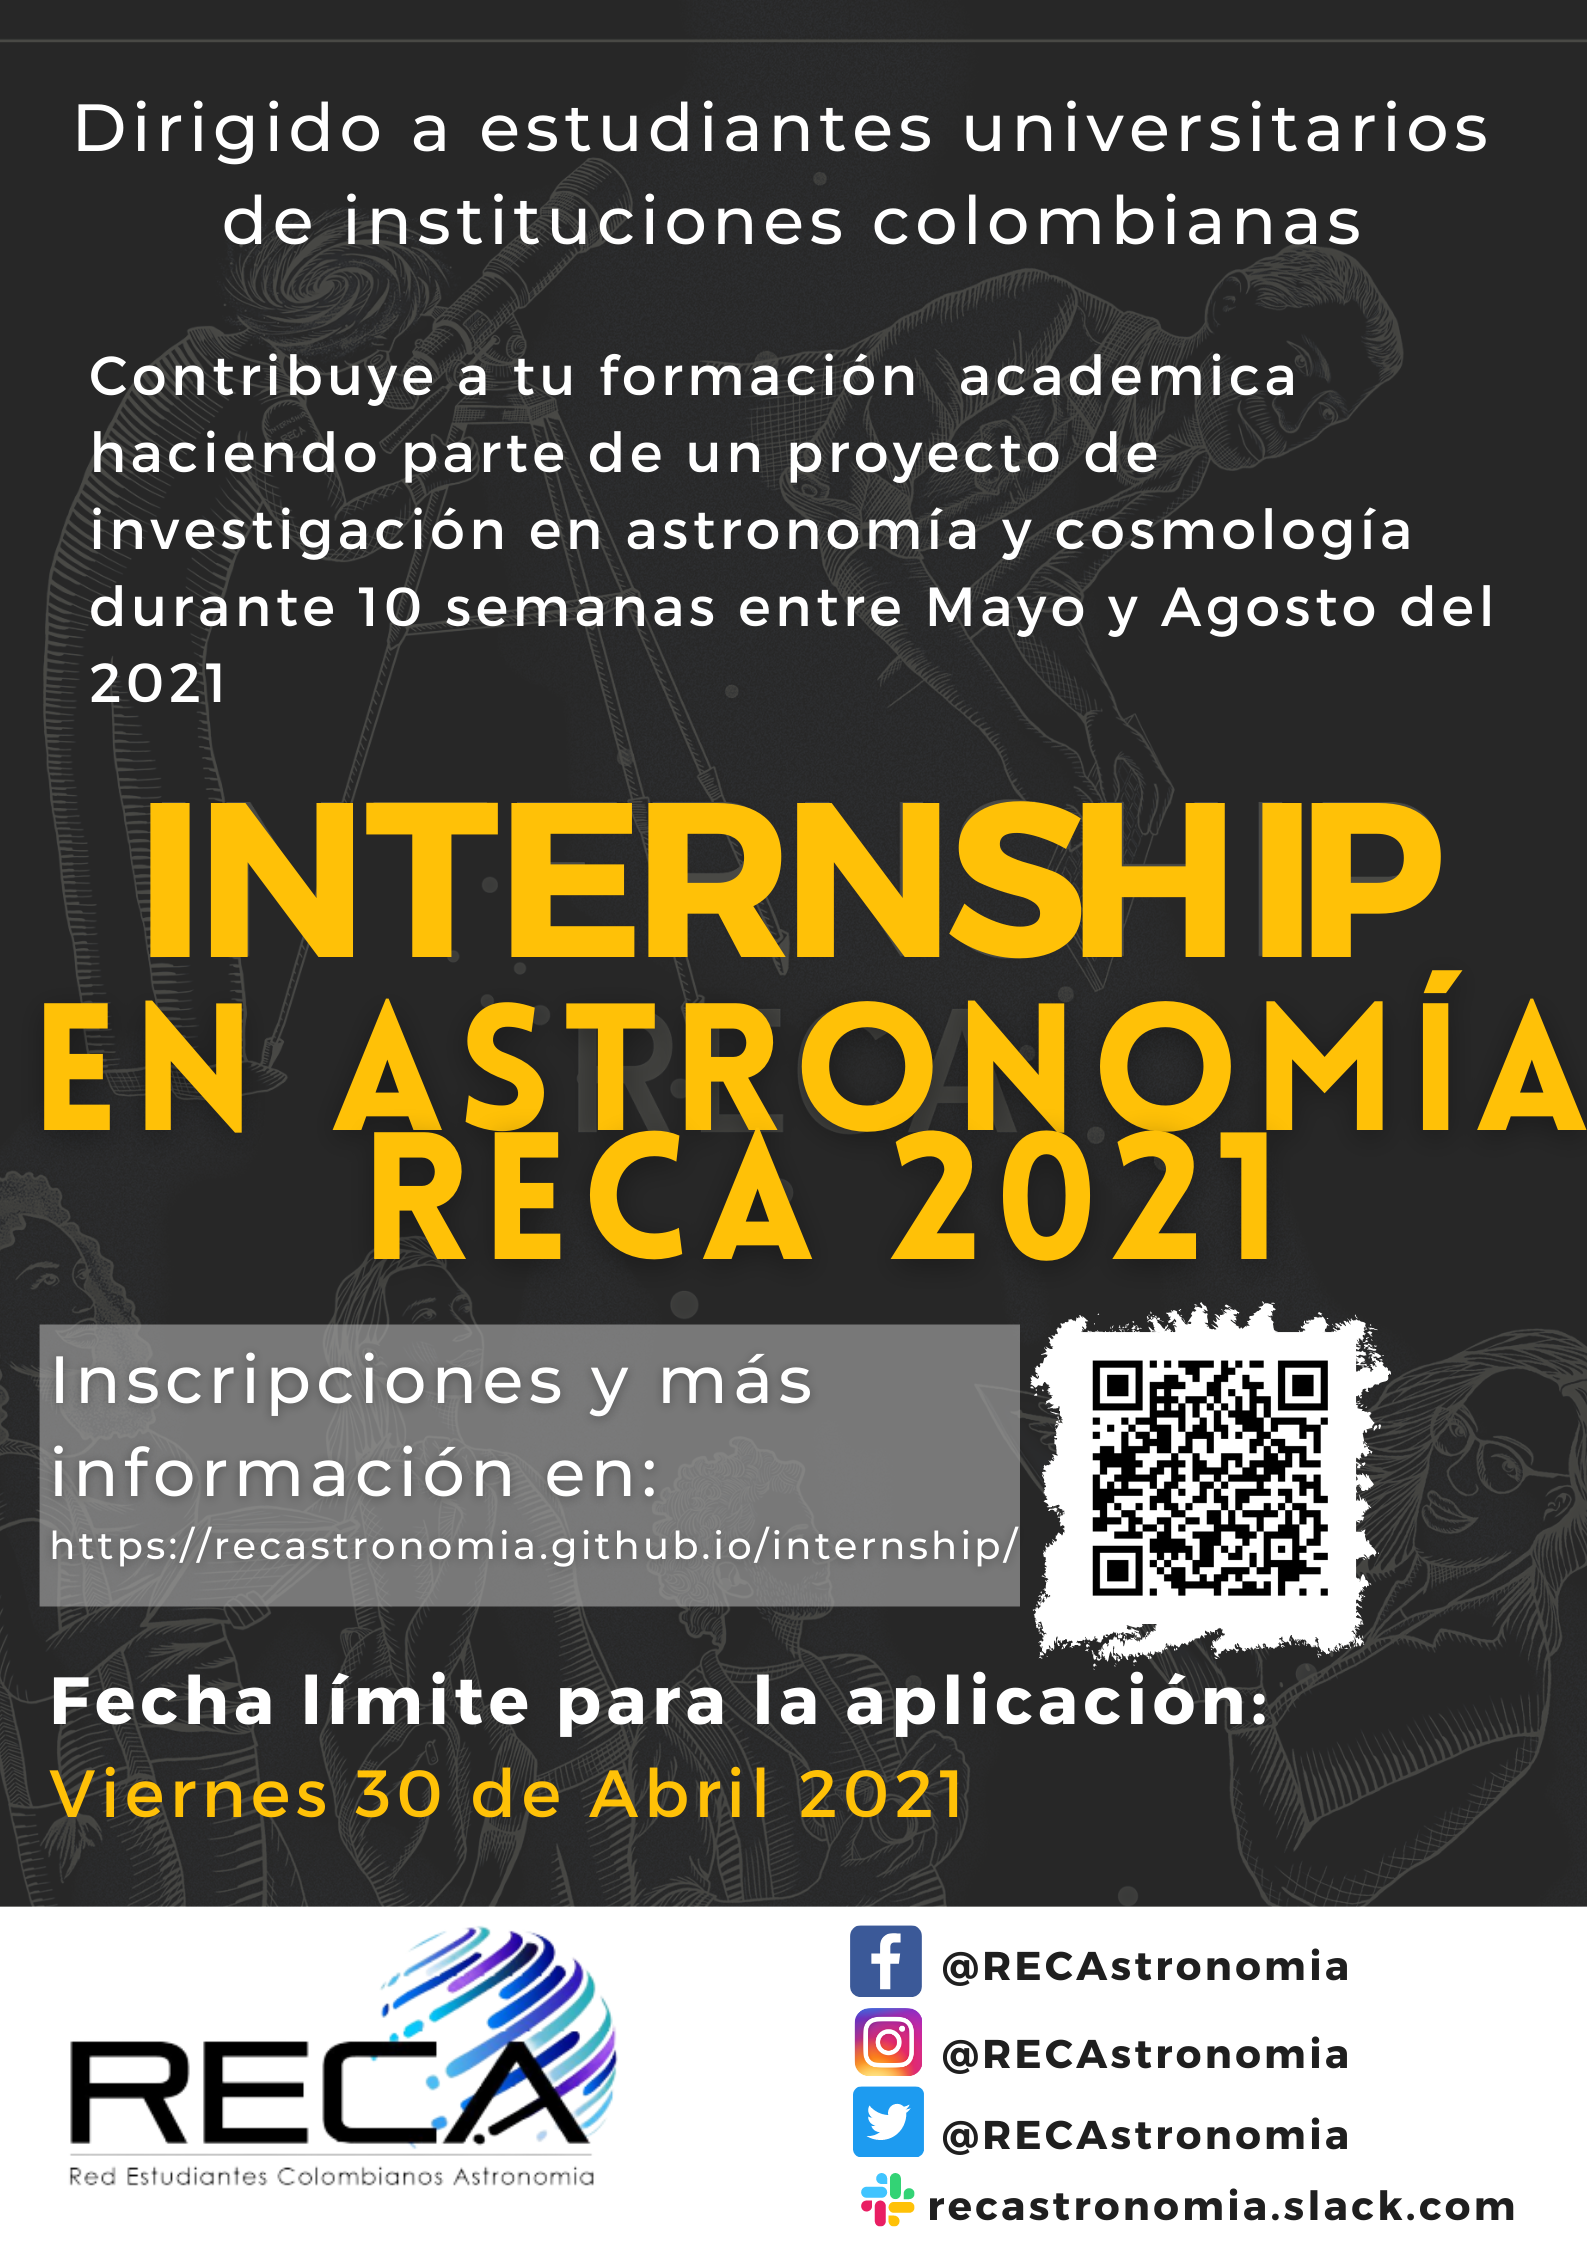 Dirigido a estudiantes universitarios
de instituciones colombianas
Contribuye a tu formación academica
haciendo parte de un proyecto de
investigación en astronomía y cosmología
durante 10 semanas entre Mayo y Agosto del
2021
INTERNSHIP
EN ASTRONOMÍA
RECA
RECA 2021
Inscripciones y más
información en:
https://recastronomia.github.io/internship/
Fecha límite para la aplicación:
Viernes 30 de Abril 2021
RECA
Red Estudiantes Colombianos Astronomia
@RECAstronomia
@RECAstronomia
@RECAstronomia
recastronomia.slack.com